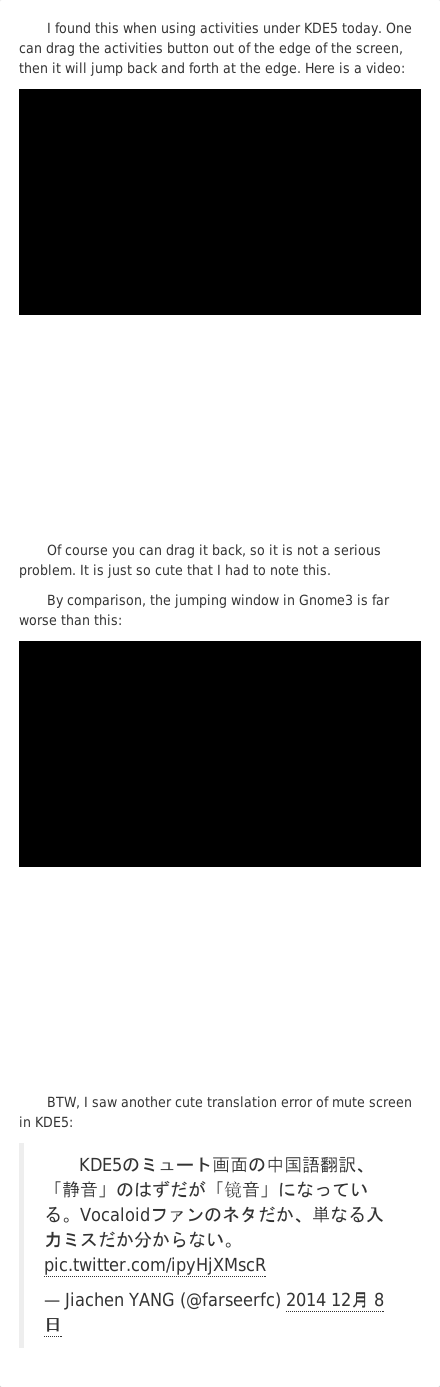 I found this when using activities under KDE5 today. One
can drag the activities button out of the edge of the screen,
then it will jump back and forth at the edge. Here is a video:
Of course you can drag it back, so it is not a serious
problem. It is just so cute that I had to note this.
By comparison, the jumping window in Gnome3 is far
worse than this:
BTW, I saw another cute translation error of mute screen
in KDE5:
KDE5のミュート画面の中国語翻訳、
「静音」のはずだが「镜音」になってい
る。Vocaloidファンのネタだか、単なる入
力ミスだか分からない。
pic.twitter.com/ipyHjXMscR
— Jiachen YANG (@farseerfc) 2014 12月 8
日